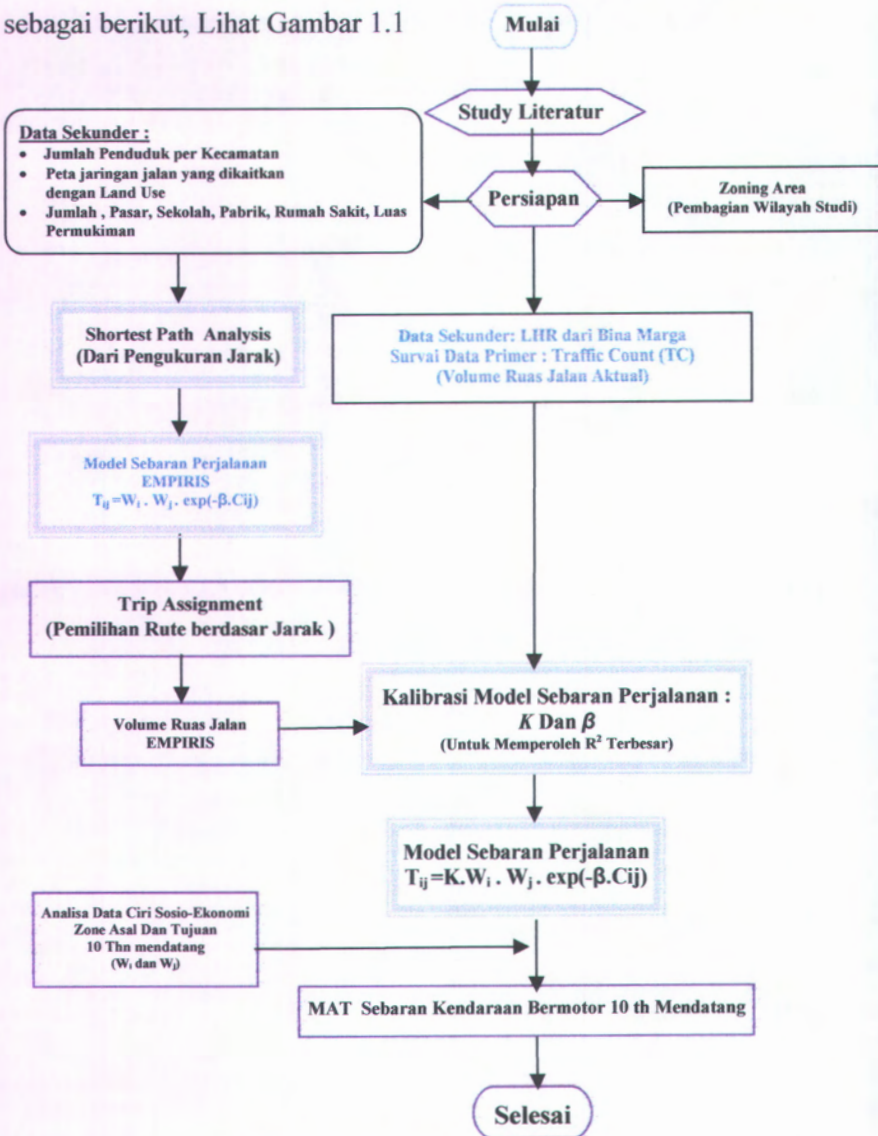 sebagai berikut, Lihat Gambar 1.1
Mulai
Study Literatur
Data Sekunder :
• Jumlah Penduduk per Kecamatan
• Peta jaringan jalan yang dikaitkan
dengan Land Use
• Jumlah , Pasar, Sekolah, Pabrik, Rumah Sakit, Luas
Permukiman
Persiapan
Zoning Area
(Pembagian Wilayah Studi)
Shortest Path Analysis
(Dari Pengukuran Jarak)
Data Sekunder: LHR dari Bina Marga
Survai Data Primer : Traffic Count (TC)
(Volume Ruas Jalan Aktual)
Model Sebaran Perjalanan
EMPIRIS
Tij =Wi . Wj . exp(-β.Cij)
Trip Assignment
(Pemilihan Rute berdasar Jarak )
Volume Ruas Jalan
EMPIRIS
Kalibrasi Model Sebaran Perjalanan :
K Dan β
(Untuk Memperoleh R² Terbesar)
Model Sebaran Perjalanan
Tij =K.Wi . Wj . exp(-β.Cij)
Analisa Data Ciri Sosio-Ekonomi
Zone Asal Dan Tujuan
10 Thn mendatang
(Wi dan Wj)
MAT Sebaran Kendaraan Bermotor 10 th Mendatang
Selesai